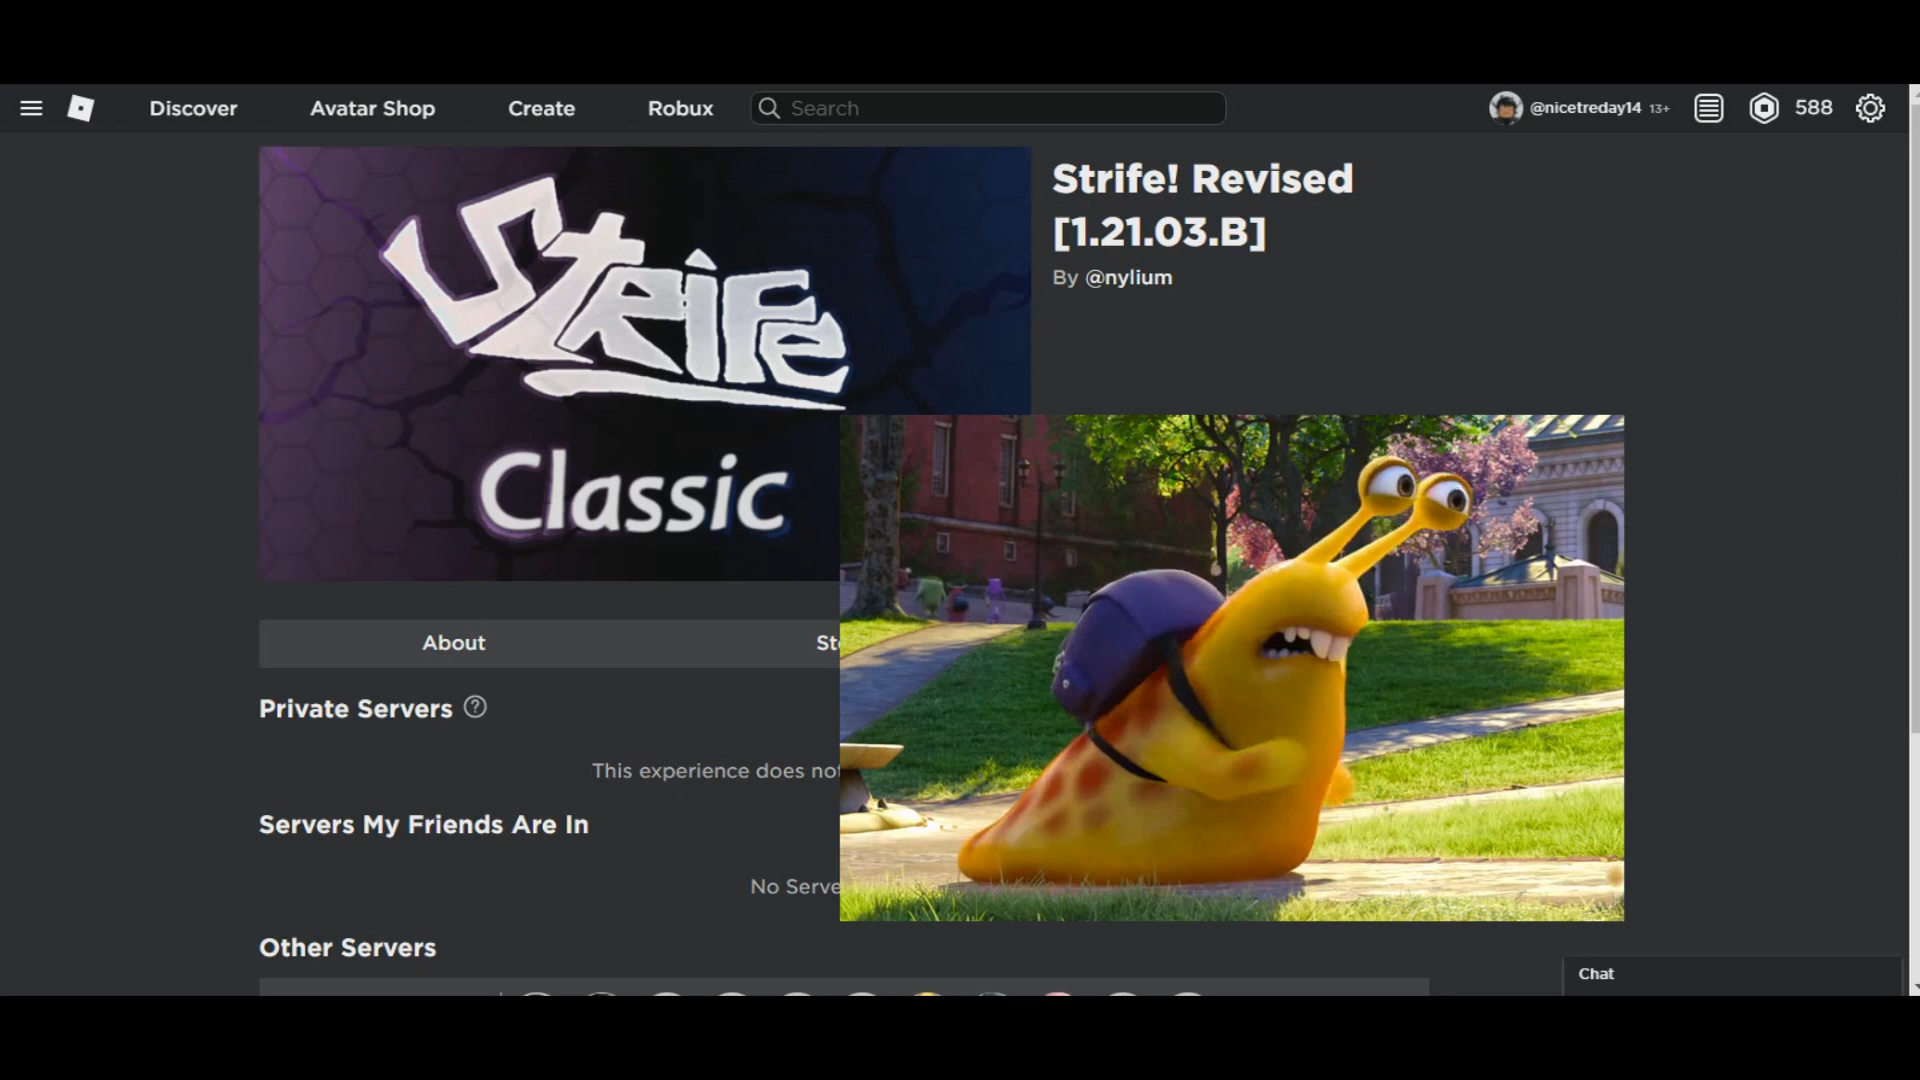 Discover
Avatar Shop
Create
Robux
Search
@nicetreday14 13+
588
Strife
Classic
Strife! Revised
[1.21.03.B]
By @nylium
About
St
Private Servers
This experience does not
Servers My Friends Are In
No Serve
Other Servers
Chat